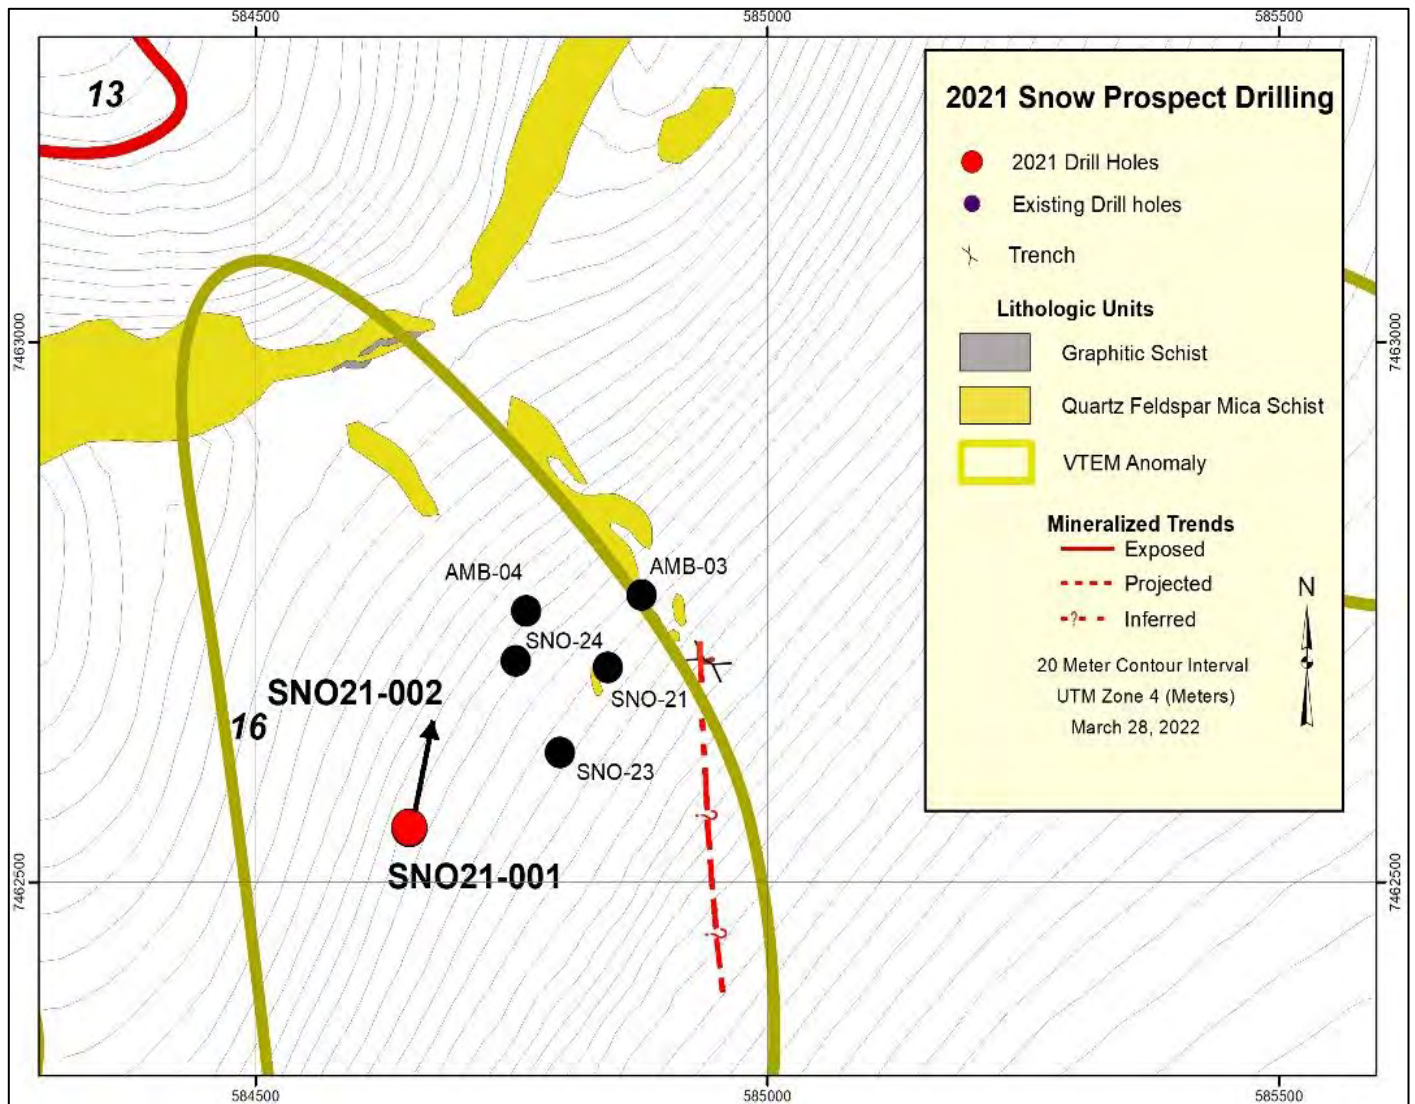 584500
585000
585500
13
2021 Snow Prospect Drilling
2021 Drill Holes
Existing Drill holes
Trench
Lithologic Units
Graphitic Schist
Quartz Feldspar Mica Schist
VTEM Anomaly
Mineralized Trends
Exposed
Projected
?
Inferred
N
20 Meter Contour Interval
UTM Zone 4 (Meters)
March 28, 2022
7463000
7463000
AMB-04
AMB-03
SNO-24
SNO-21
SNO21-002
16
SNO-23
?
SNO21-001
7462500
7462500
?
584500
585000
585500